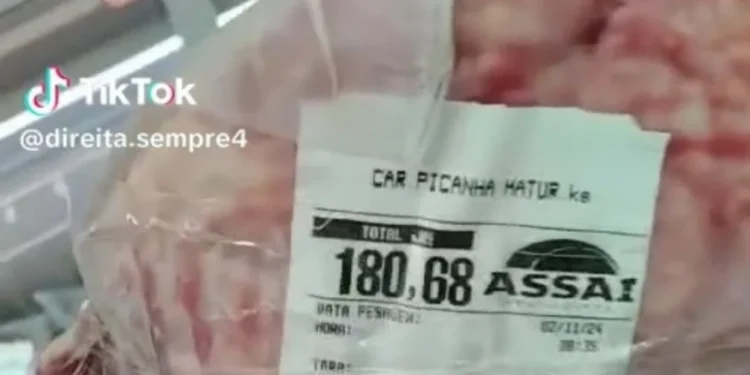 TikTok
@direita.sempre4
CAR PICANHA MATUR kg
TOTAL R$
180,68
ASSAI
DATA PESAGEM:
02/11/24
HORA:
08:35
TARA: